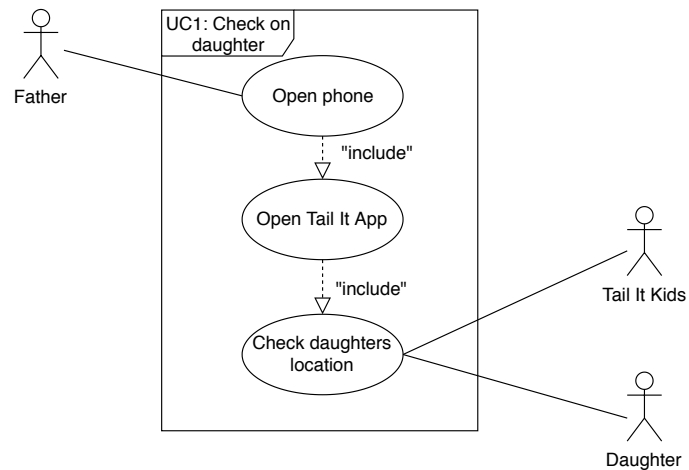 UC1: Check on
daughter
Father
Open phone
"include"
Open Tail It App
"include"
Check daughters
location
Tail It Kids
Daughter